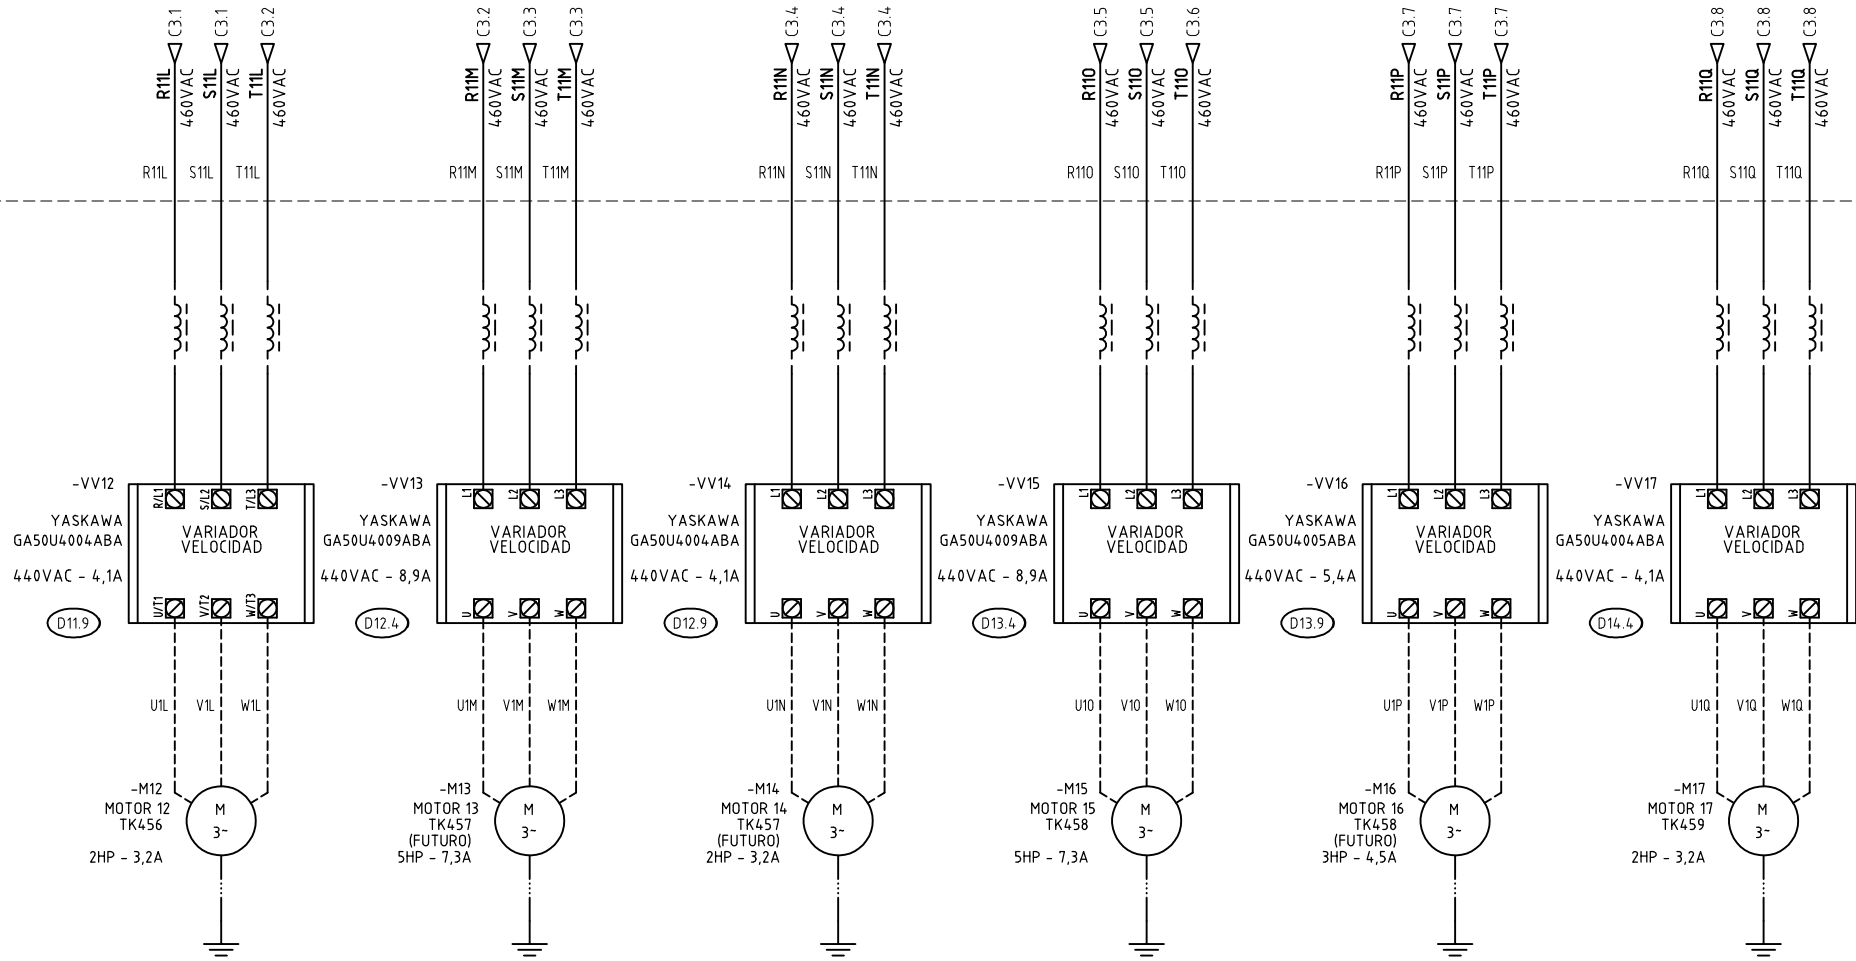 C3.1 C3.1 C3.2 C3.2 C3.3 C3.3 C3.4 C3.4 C3.4 C3.5 C3.5 C3.6 C3.7 C3.7 C3.7 C3.8 C3.8 C3.8
R11L S11L T11L R11M S11M T11M R11N S11N T11N R11O S11O T11O R11P S11P T11P R11Q S11Q T11Q
460VAC 460VAC 460VAC 460VAC 460VAC 460VAC 460VAC 460VAC 460VAC 460VAC 460VAC 460VAC 460VAC 460VAC 460VAC 460VAC 460VAC 460VAC
R11L S11L T11L R11M S11M T11M R11N S11N T11N R11O S11O T11O R11P S11P T11P R11Q S11Q T11Q
-VV12
YASKAWA
GA50U4004ABA
440VAC - 4,1A
D11.9
R/L1 S/L2 T/L3
VARIADOR
VELOCIDAD
U/T1 V/T2 W/T3
-VV13
YASKAWA
GA50U4009ABA
440VAC - 8,9A
D12.4
L1 L2 L3
VARIADOR
VELOCIDAD
U V W
-VV14
YASKAWA
GA50U4004ABA
440VAC - 4,1A
D12.9
L1 L2 L3
VARIADOR
VELOCIDAD
U V W
-VV15
YASKAWA
GA50U4009ABA
440VAC - 8,9A
D13.4
L1 L2 L3
VARIADOR
VELOCIDAD
U V W
-VV16
YASKAWA
GA50U4005ABA
440VAC - 5,4A
D13.9
L1 L2 L3
VARIADOR
VELOCIDAD
U V W
-VV17
YASKAWA
GA50U4004ABA
440VAC - 4,1A
D14.4
L1 L2 L3
VARIADOR
VELOCIDAD
U V W
U1L V1L W1L U1M V1M W1M U1N V1N W1N U1O V1O W1O U1P V1P W1P U1Q V1Q W1Q
-M12
MOTOR 12
TK456
2HP - 3,2A
M
3~
-M13
MOTOR 13
TK457
(FUTURO)
5HP - 7,3A
M
3~
-M14
MOTOR 14
TK457
(FUTURO)
2HP - 3,2A
M
3~
-M15
MOTOR 15
TK458
5HP - 7,3A
M
3~
-M16
MOTOR 16
TK458
(FUTURO)
3HP - 4,5A
M
3~
-M17
MOTOR 17
TK459
2HP - 3,2A
M
3~